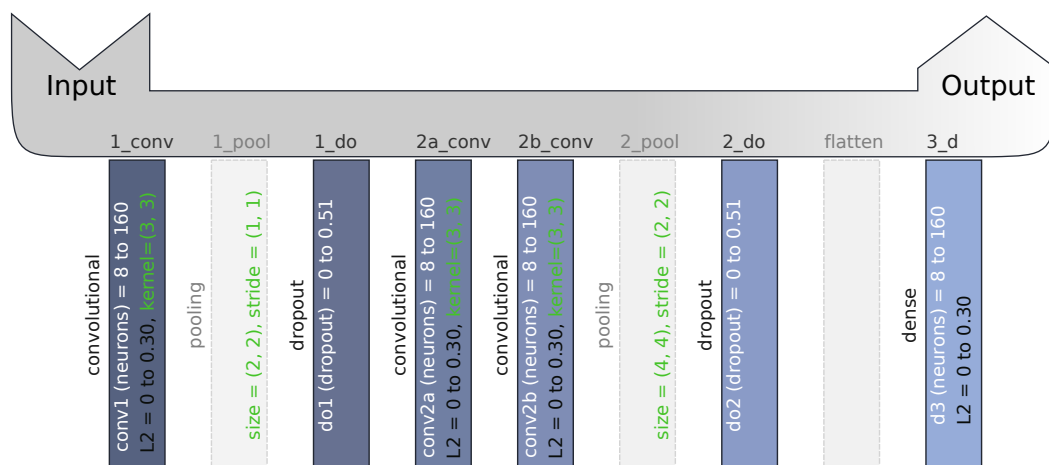 Input
Output
1_conv
1_pool
1_do
2a_conv
2b_conv
2_pool
2_do
flatten
3_d
convolutional
conv1 (neurons) = 8 to 160
L2 = 0 to 0.30, kernel=(3, 3)
pooling
size = (2, 2), stride = (1, 1)
dropout
do1 (dropout) = 0 to 0.51
convolutional
conv2a (neurons) = 8 to 160
L2 = 0 to 0.30, kernel=(3, 3)
convolutional
conv2b (neurons) = 8 to 160
L2 = 0 to 0.30, kernel=(3, 3)
pooling
size = (4, 4), stride = (2, 2)
dropout
do2 (dropout) = 0 to 0.51
dense
d3 (neurons) = 8 to 160
L2 = 0 to 0.30